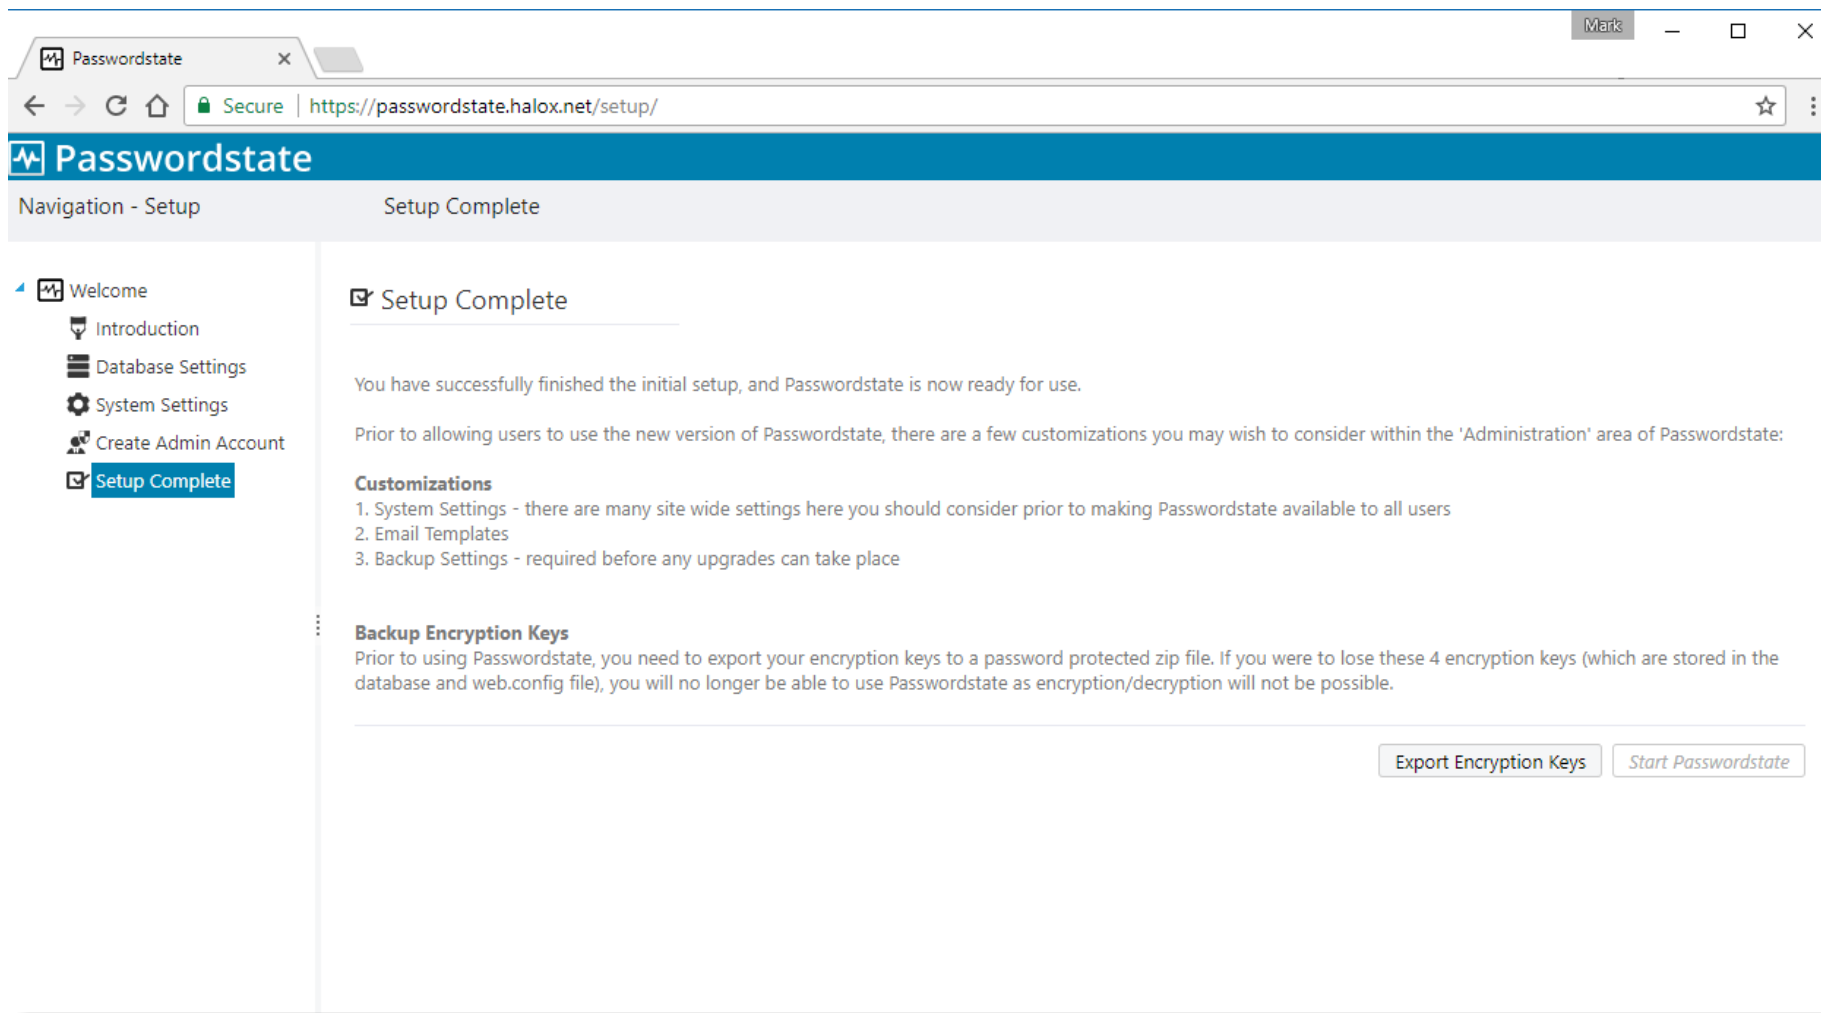 Mark
Passwordstate
Secure https://passwordstate.halox.net/setup/
Passwordstate
Navigation - Setup
Setup Complete
Welcome
Introduction
Database Settings
System Settings
Create Admin Account
Setup Complete
Setup Complete
You have successfully finished the initial setup, and Passwordstate is now ready for use.
Prior to allowing users to use the new version of Passwordstate, there are a few customizations you may wish to consider within the 'Administration' area of Passwordstate:
Customizations
1. System Settings - there are many site wide settings here you should consider prior to making Passwordstate available to all users
2. Email Templates
3. Backup Settings - required before any upgrades can take place
Backup Encryption Keys
Prior to using Passwordstate, you need to export your encryption keys to a password protected zip file. If you were to lose these 4 encryption keys (which are stored in the
database and web.config file), you will no longer be able to use Passwordstate as encryption/decryption will not be possible.
Export Encryption Keys
Start Passwordstate